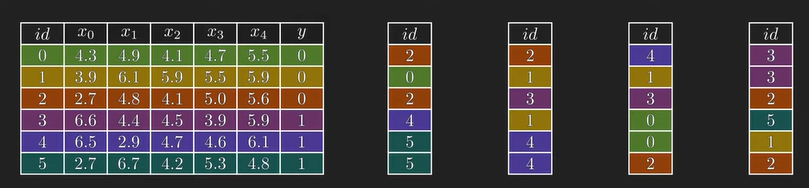 id x₀ x₁ x₂ x₃ x₄ y id id id id
0 4.3 4.9 4.1 4.7 5.5 0 2 2 4 3
1 3.9 6.1 5.9 5.5 5.9 0 0 1 1 3
2 2.7 4.8 4.1 5.0 5.6 0 2 3 3 2
3 6.6 4.4 4.5 3.9 5.9 1 4 1 0 5
4 6.5 2.9 4.7 4.6 6.1 1 5 4 0 1
5 2.7 6.7 4.2 5.3 4.8 1 5 4 2 2